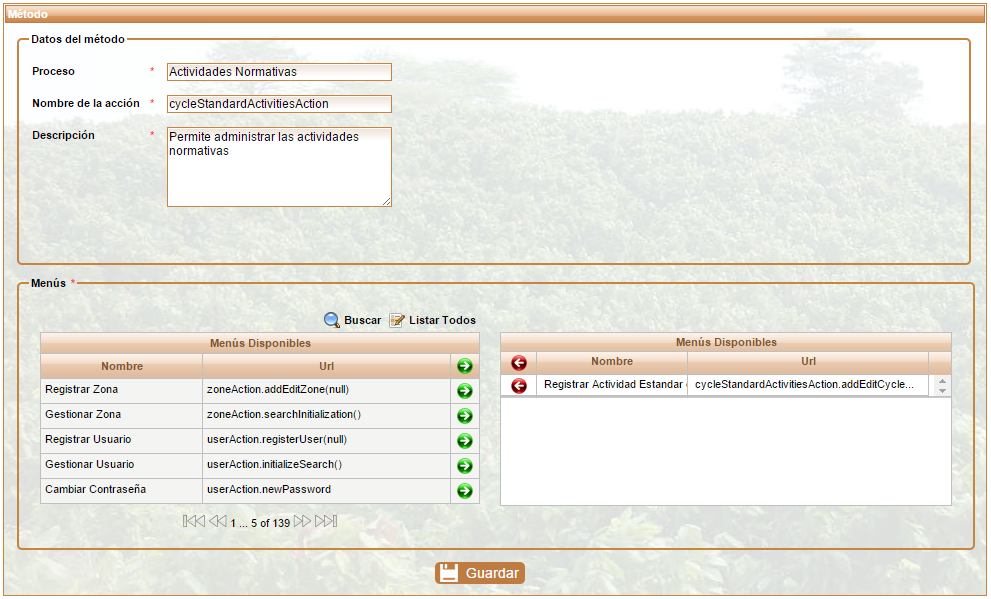 Método
Datos del método
Proceso * Actividades Normativas
Nombre de la acción * cycleStandardActivitiesAction
Descripción * Permite administrar las actividades
normativas
Menús *
Buscar Listar Todos
Menús Disponibles
Nombre Url
Registrar Zona zoneAction.addEditZone(null)
Gestionar Zona zoneAction.searchInitialization()
Registrar Usuario userAction.registerUser(null)
Gestionar Usuario userAction.initializeSearch()
Cambiar Contraseña userAction.newPassword
1 ... 5 of 139
Menús Disponibles
Nombre Url
Registrar Actividad Estandar cycleStandardActivitiesAction.addEditCycle...
Guardar